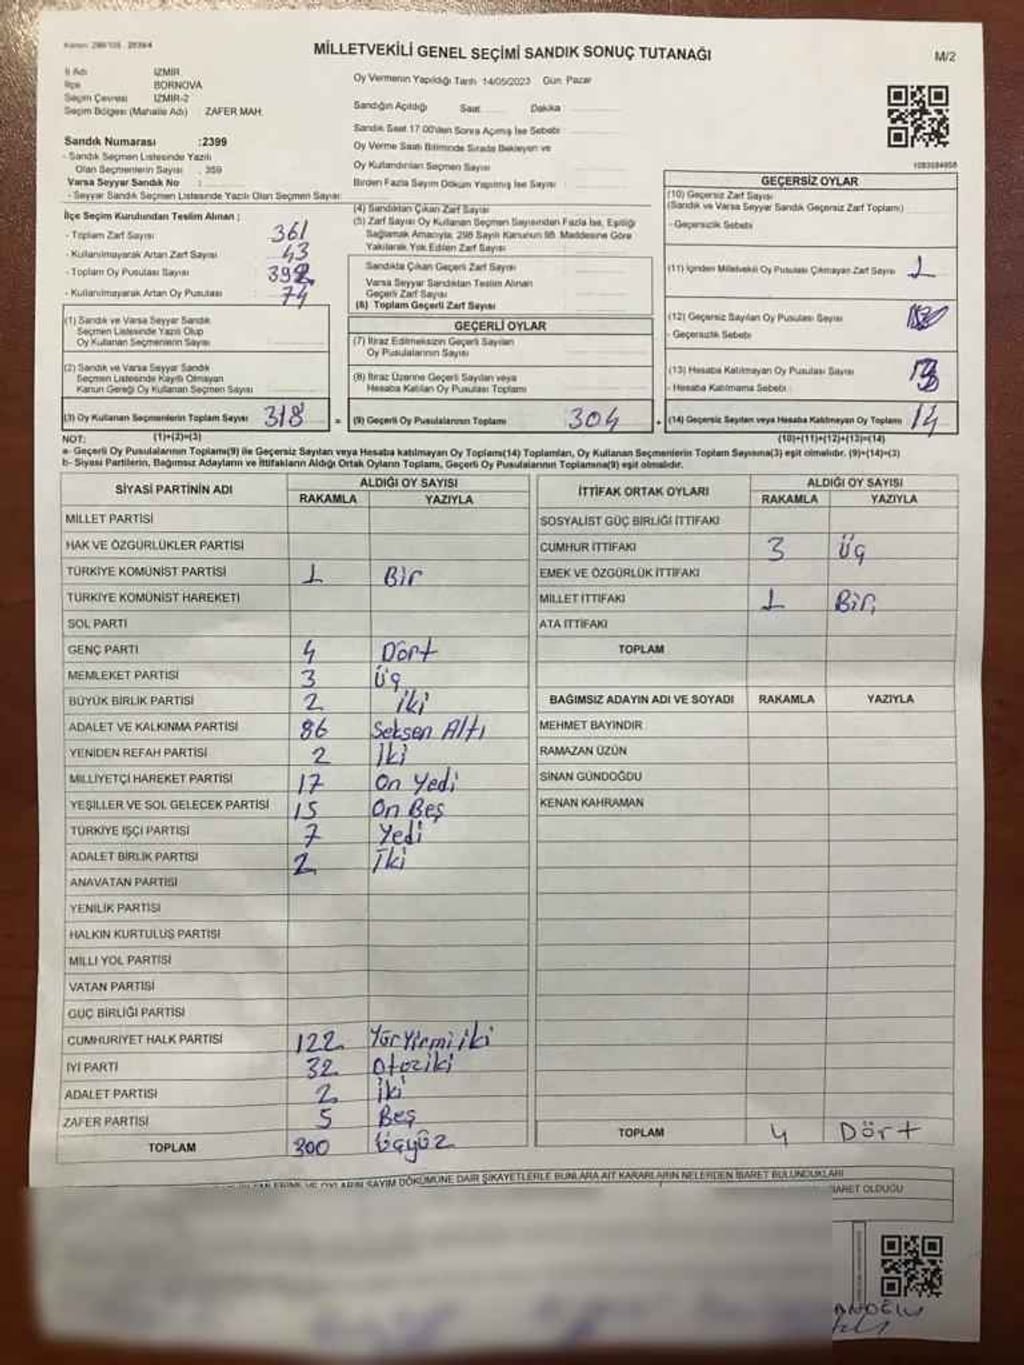 MİLLETVEKİLİ GENEL SEÇİMİ SANDIK SONUÇ TUTANAĞI
M/2
İl Adı İZMİR
İlçe BORNOVA
Seçim Çevresi İZMİR-2
Seçim Bölgesi (Mahalle Adı) ZAFER MAH.
Sandık Numarası :2399
- Sandık Seçmen Listesinde Yazılı
Olan Seçmenlerin Sayısı : 359
Varsa Seyyar Sandık No :
- Seyyar Sandık Seçmen Listesinde Yazılı Olan Seçmen Sayısı
Oy Vermenin Yapıldığı Tarih 14/05/2023 Gün Pazar
Sandığın Açıldığı Saat Dakika
Sandık Saat 17.00'den Sonra Açılmış İse Sebebi
Oy Verme Saati Bitiminde Sırada Bekleyen ve
Oy Kullandırılan Seçmen Sayısı
Birden Fazla Sayım Döküm Yapılmış İse Sayısı :
İlçe Seçim Kurulundan Teslim Alınan ;
- Toplam Zarf Sayısı 361
- Kullanılmayarak Artan Zarf Sayısı 43
- Toplam Oy Pusulası Sayısı 392
- Kullanılmayarak Artan Oy Pusulası 74
(1) Sandık ve Varsa Seyyar Sandık
Seçmen Listesinde Yazılı Olup
Oy Kullanan Seçmenlerin Sayısı
(2) Sandık ve Varsa Seyyar Sandık
Seçmen Listesinde Kayıtlı Olmayan
Kanun Gereği Oy Kullanan Seçmen Sayısı
(3) Oy Kullanan Seçmenlerin Toplam Sayısı 318 =
(1)+(2)=(3)
(4) Sandıktan Çıkan Zarf Sayısı
(5) Zarf Sayısı Oy Kullanan Seçmen Sayısından Fazla İse, Eşitliği
Sağlamak Amacıyla, 298 Sayılı Kanunun 98. Maddesine Göre
Yakılarak Yok Edilen Zarf Sayısı
Sandıkta Çıkan Geçerli Zarf Sayısı
Varsa Seyyar Sandıktan Teslim Alınan
Geçerli Zarf Sayısı
(6) Toplam Geçerli Zarf Sayısı
GEÇERLİ OYLAR
(7) İtiraz Edilmeksizin Geçerli Sayılan
Oy Pusulalarının Sayısı
(8) İtiraz Üzerine Geçerli Sayılan veya
Hesaba Katılan Oy Pusulası Toplamı
(9) Geçerli Oy Pusulalarının Toplamı 304 +
GEÇERSİZ OYLAR
(10) Geçersiz Zarf Sayısı
(Sandık ve Varsa Seyyar Sandık Geçersiz Zarf Toplamı)
- Geçersizlik Sebebi
(11) İçinden Milletvekili Oy Pusulası Çıkmayan Zarf Sayısı 1
(12) Geçersiz Sayılan Oy Pusulası Sayısı
- Geçersizlik Sebebi
(13) Hesaba Katılmayan Oy Pusulası Sayısı
- Hesaba Katılmama Sebebi
(14) Geçersiz Sayılan veya Hesaba Katılmayan Oy Toplamı 14
(10)+(11)+(12)+(13)=(14)
NOT:
a- Geçerli Oy Pusulalarının Toplamı(9) ile Geçersiz Sayılan veya Hesaba katılmayan Oy Toplamı(14) Toplamları, Oy Kullanan Seçmenlerin Toplam Sayısına(3) eşit olmalıdır. (9)+(14)=(3)
b- Siyasi Partilerin, Bağımsız Adayların ve İttifakların Aldığı Ortak Oyların Toplamı, Geçerli Oy Pusulalarının Toplamına(9) eşit olmalıdır.
SİYASİ PARTİNİN ADI ALDIĞI OY SAYISI
RAKAMLA YAZIYLA
MİLLET PARTİSİ
HAK VE ÖZGÜRLÜKLER PARTİSİ
TÜRKİYE KOMÜNİST PARTİSİ 1 Bir
TÜRKİYE KOMÜNİST HAREKETİ
SOL PARTİ
GENÇ PARTİ 4 Dört
MEMLEKET PARTİSİ 3 Üç
BÜYÜK BİRLİK PARTİSİ 2 iki
ADALET VE KALKINMA PARTİSİ 86 Seksen Altı
YENİDEN REFAH PARTİSİ 2 İki
MİLLİYETÇİ HAREKET PARTİSİ 17 On Yedi
YEŞİLLER VE SOL GELECEK PARTİSİ 15 On Beş
TÜRKİYE İŞÇİ PARTİSİ 7 Yedi
ADALET BİRLİK PARTİSİ 2 İki
ANAVATAN PARTİSİ
YENİLİK PARTİSİ
HALKIN KURTULUŞ PARTİSİ
MİLLİ YOL PARTİSİ
VATAN PARTİSİ
GÜÇ BİRLİĞİ PARTİSİ
CUMHURİYET HALK PARTİSİ 122 Yüz Yirmi iki
İYİ PARTİ 32 Otuziki
ADALET PARTİSİ 2 İki
ZAFER PARTİSİ 5 Beş
TOPLAM 300 Üçyüz
İTTİFAK ORTAK OYLARI ALDIĞI OY SAYISI
RAKAMLA YAZIYLA
SOSYALİST GÜÇ BİRLİĞİ İTTİFAKI
CUMHUR İTTİFAKI 3 Üç
EMEK VE ÖZGÜRLÜK İTTİFAKI
MİLLET İTTİFAKI 1 Bir
ATA İTTİFAKI
TOPLAM
BAĞIMSIZ ADAYIN ADI VE SOYADI RAKAMLA YAZIYLA
MEHMET BAYINDIR
RAMAZAN ÜZÜN
SİNAN GÜNDOĞDU
KENAN KAHRAMAN
TOPLAM 4 Dört
OYLARIN SAYIM DÖKÜMÜNE DAİR ŞİKAYETLERLE BUNLARA AİT KARARLARIN NELERDEN İBARET BULUNDUKLARI
İBARET OLDUĞU